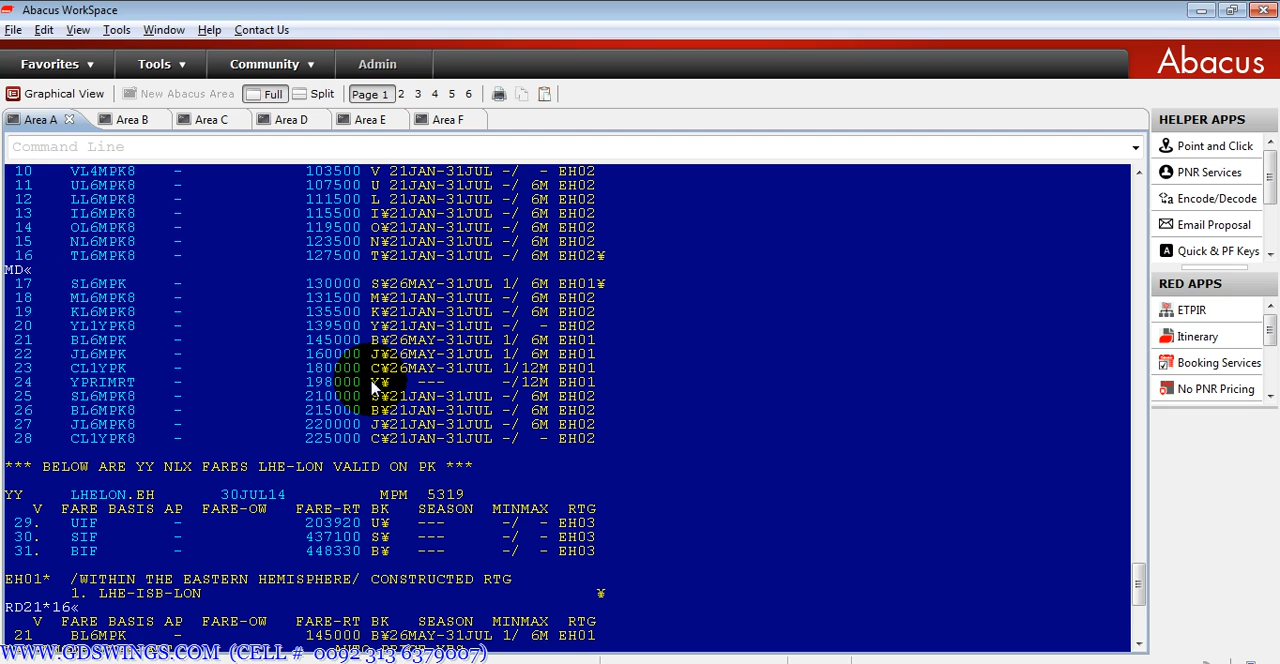 Abacus WorkSpace
File Edit View Tools Window Help Contact Us
Favorites ▼ Tools ▼ Community ▼ Admin
Abacus
Graphical View New Abacus Area Full Split Page 1 2 3 4 5 6
Area A Area B Area C Area D Area E Area F
Command Line
10 VL4MPK8 - 103500 V 21JAN-31JUL -/ - EH02
11 UL6MPK8 - 107500 U 21JAN-31JUL -/ 6M EH02
12 LL6MPK8 - 111500 L 21JAN-31JUL -/ 6M EH02
13 IL6MPK8 - 115500 I¥21JAN-31JUL -/ 6M EH02
14 OL6MPK8 - 119500 O¥21JAN-31JUL -/ 6M EH02
15 NL6MPK8 - 123500 N¥21JAN-31JUL -/ 6M EH02
16 TL6MPK8 - 127500 T¥21JAN-31JUL -/ 6M EH02¥
MD«
17 SL6MPK - 130000 S¥26MAY-31JUL 1/ 6M EH01¥
18 ML6MPK8 - 131500 M¥21JAN-31JUL -/ 6M EH02
19 KL6MPK8 - 135500 K¥21JAN-31JUL -/ 6M EH02
20 YL1YPK8 - 139500 Y¥21JAN-31JUL -/ - EH02
21 BL6MPK - 145000 B¥26MAY-31JUL 1/ 6M EH01
22 JL6MPK - 160000 J¥26MAY-31JUL 1/ 6M EH01
23 CL1YPK - 180000 C¥26MAY-31JUL 1/12M EH01
24 YPRIMRT - 198000 Y¥ --- -/12M EH01
25 SL6MPK8 - 210000 S¥21JAN-31JUL -/ 6M EH02
26 BL6MPK8 - 215000 B¥21JAN-31JUL -/ 6M EH02
27 JL6MPK8 - 220000 J¥21JAN-31JUL -/ 6M EH02
28 CL1YPK8 - 225000 C¥21JAN-31JUL -/ - EH02
*** BELOW ARE YY NLX FARES LHE-LON VALID ON PK ***
YY LHELON.EH 30JUL14 MPM 5319
V FARE BASIS AP FARE-OW FARE-RT BK SEASON MINMAX RTG
29. UIF - 203920 U¥ --- -/ - EH03
30. SIF - 437100 S¥ --- -/ - EH03
31. BIF - 448330 B¥ --- -/ - EH03
EH01* /WITHIN THE EASTERN HEMISPHERE/ CONSTRUCTED RTG
1. LHE-ISB-LON ¥
RD21*16«
V FARE BASIS AP FARE-OW FARE-RT BK SEASON MINMAX RTG
21 BL6MPK - 145000 B¥26MAY-31JUL 1/ 6M EH01
WWW.GDSWINGS.COM (CELL # 0092 313 0379007)
HELPER APPS
Point and Click
PNR Services
Encode/Decode
Email Proposal
Quick & PF Keys
RED APPS
ETPIR
Itinerary
Booking Services
No PNR Pricing